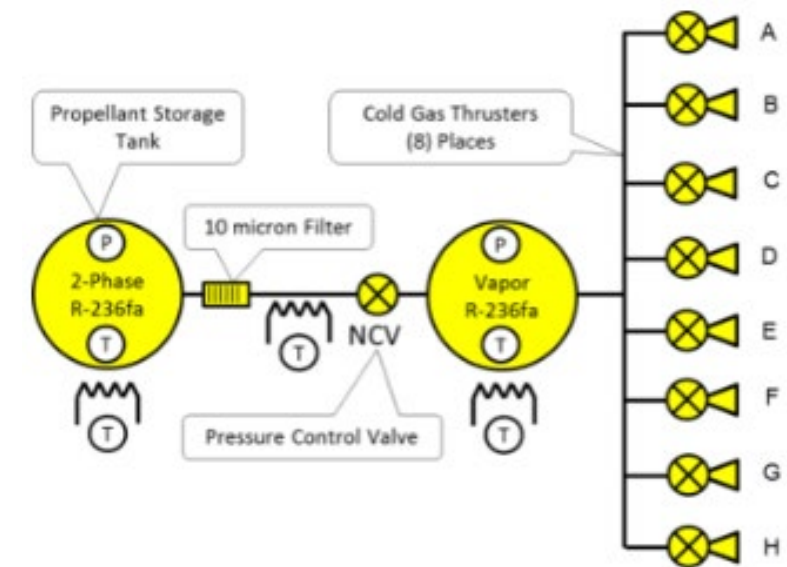 Propellant Storage
Tank
Cold Gas Thrusters
(8) Places
10 micron Filter
P
2-Phase
R-236fa
T
T
T
NCV
Pressure Control Valve
P
Vapor
R-236fa
T
T
A
B
C
D
E
F
G
H